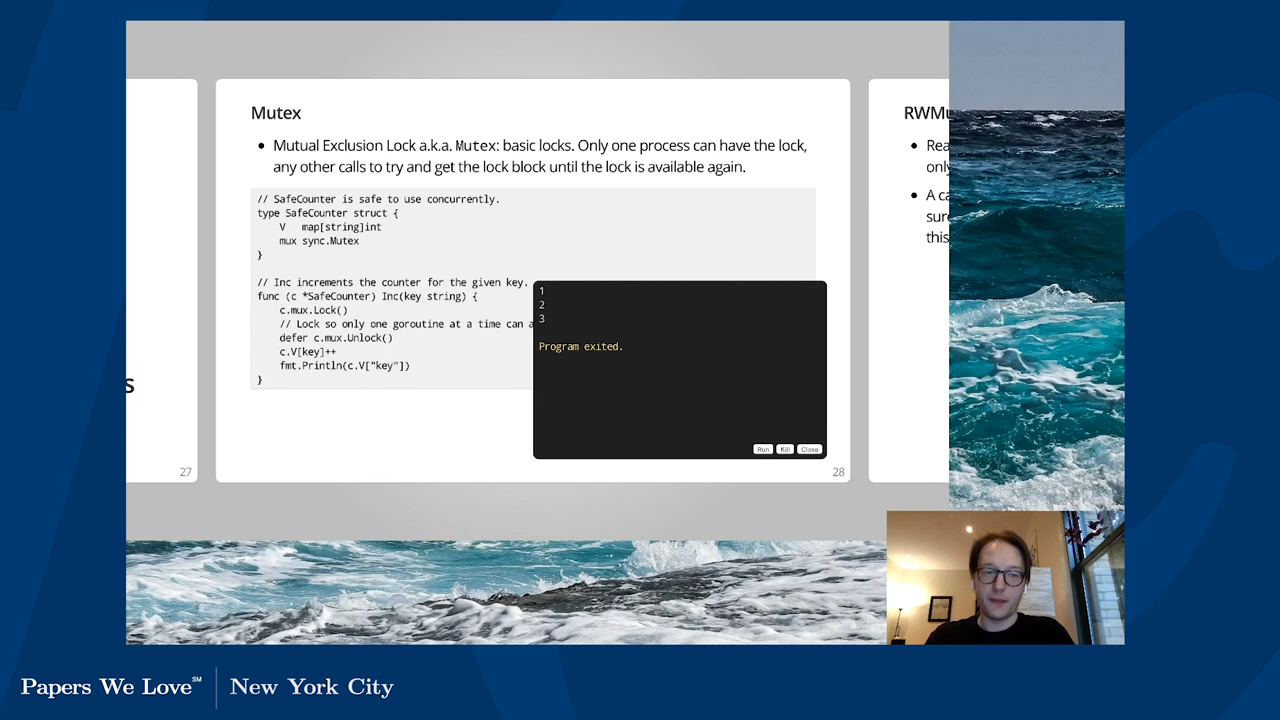 Mutex
• Mutual Exclusion Lock a.k.a. Mutex: basic locks. Only one process can have the lock,
any other calls to try and get the lock block until the lock is available again.
// SafeCounter is safe to use concurrently.
type SafeCounter struct {
V map[string]int
mux sync.Mutex
}
// Inc increments the counter for the given key.
func (c *SafeCounter) Inc(key string) {
c.mux.Lock()
// Lock so only one goroutine at a time can
defer c.mux.Unlock()
c.V[key]++
fmt.Println(c.V["key"])
}
1
2
3
Program exited.
Run Kill Close
27
28
•
only
• A
this
Papers We Love℠ | New York City